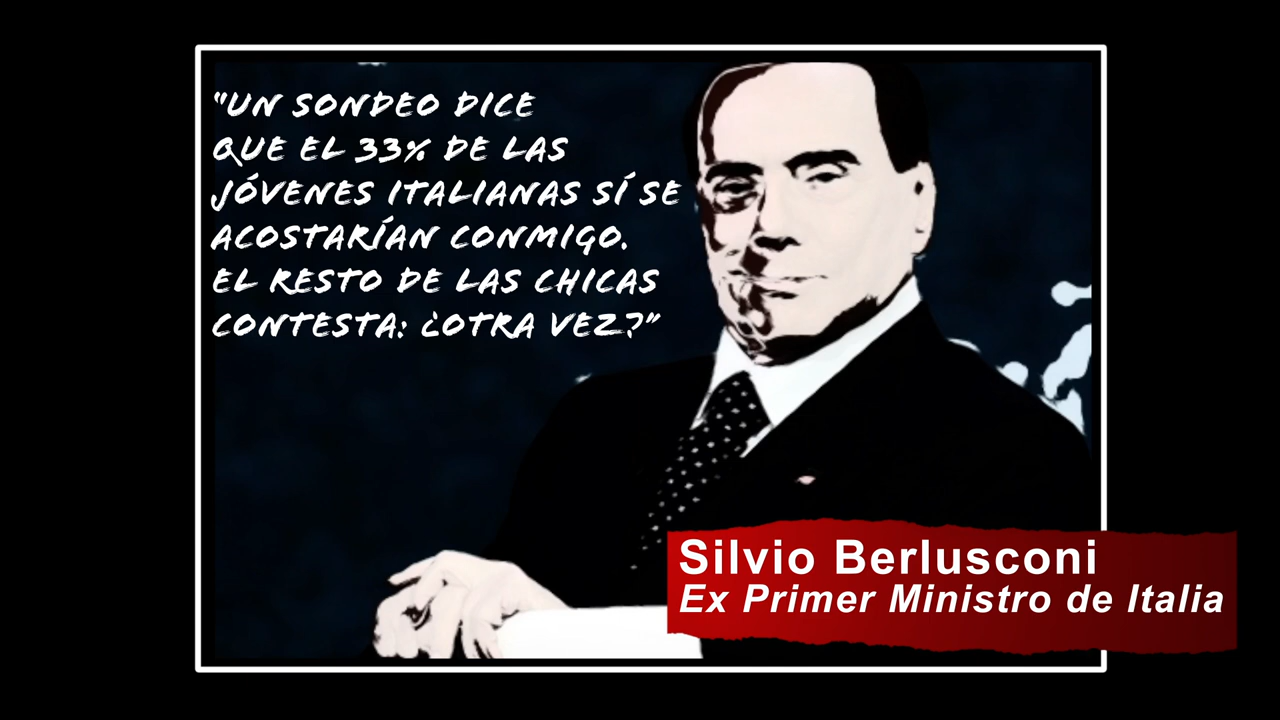 "UN SONDEO DICE
QUE EL 33% DE LAS
JÓVENES ITALIANAS SÍ SE
ACOSTARÍAN CONMIGO.
EL RESTO DE LAS CHICAS
CONTESTA: ¿OTRA VEZ?"
Silvio Berlusconi
Ex Primer Ministro de Italia